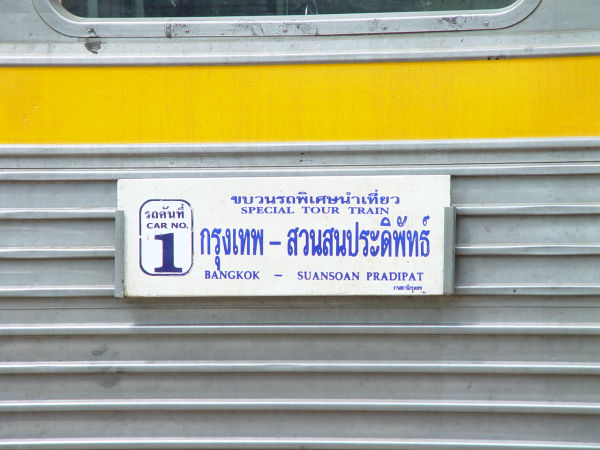 รถคันที่
CAR NO.
1
ขบวนรถพิเศษนำเที่ยว
SPECIAL TOUR TRAIN
กรุงเทพ – สวนสนประดิพัทธ์
BANGKOK – SUANSOAN PRADIPAT